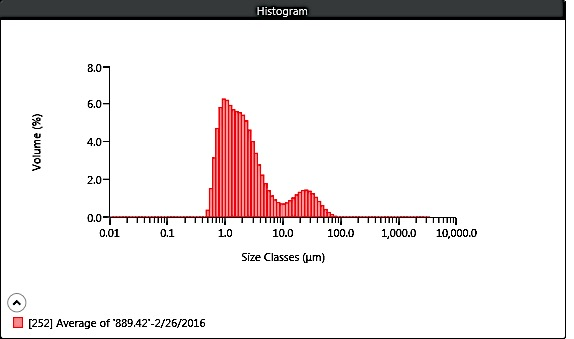 Histogram
8.0
6.0
4.0
2.0
0.0
Volume (%)
0.01 0.1 1.0 10.0 100.0 1,000.0 10,000.0
Size Classes (µm)
[252] Average of '889.42'-2/26/2016